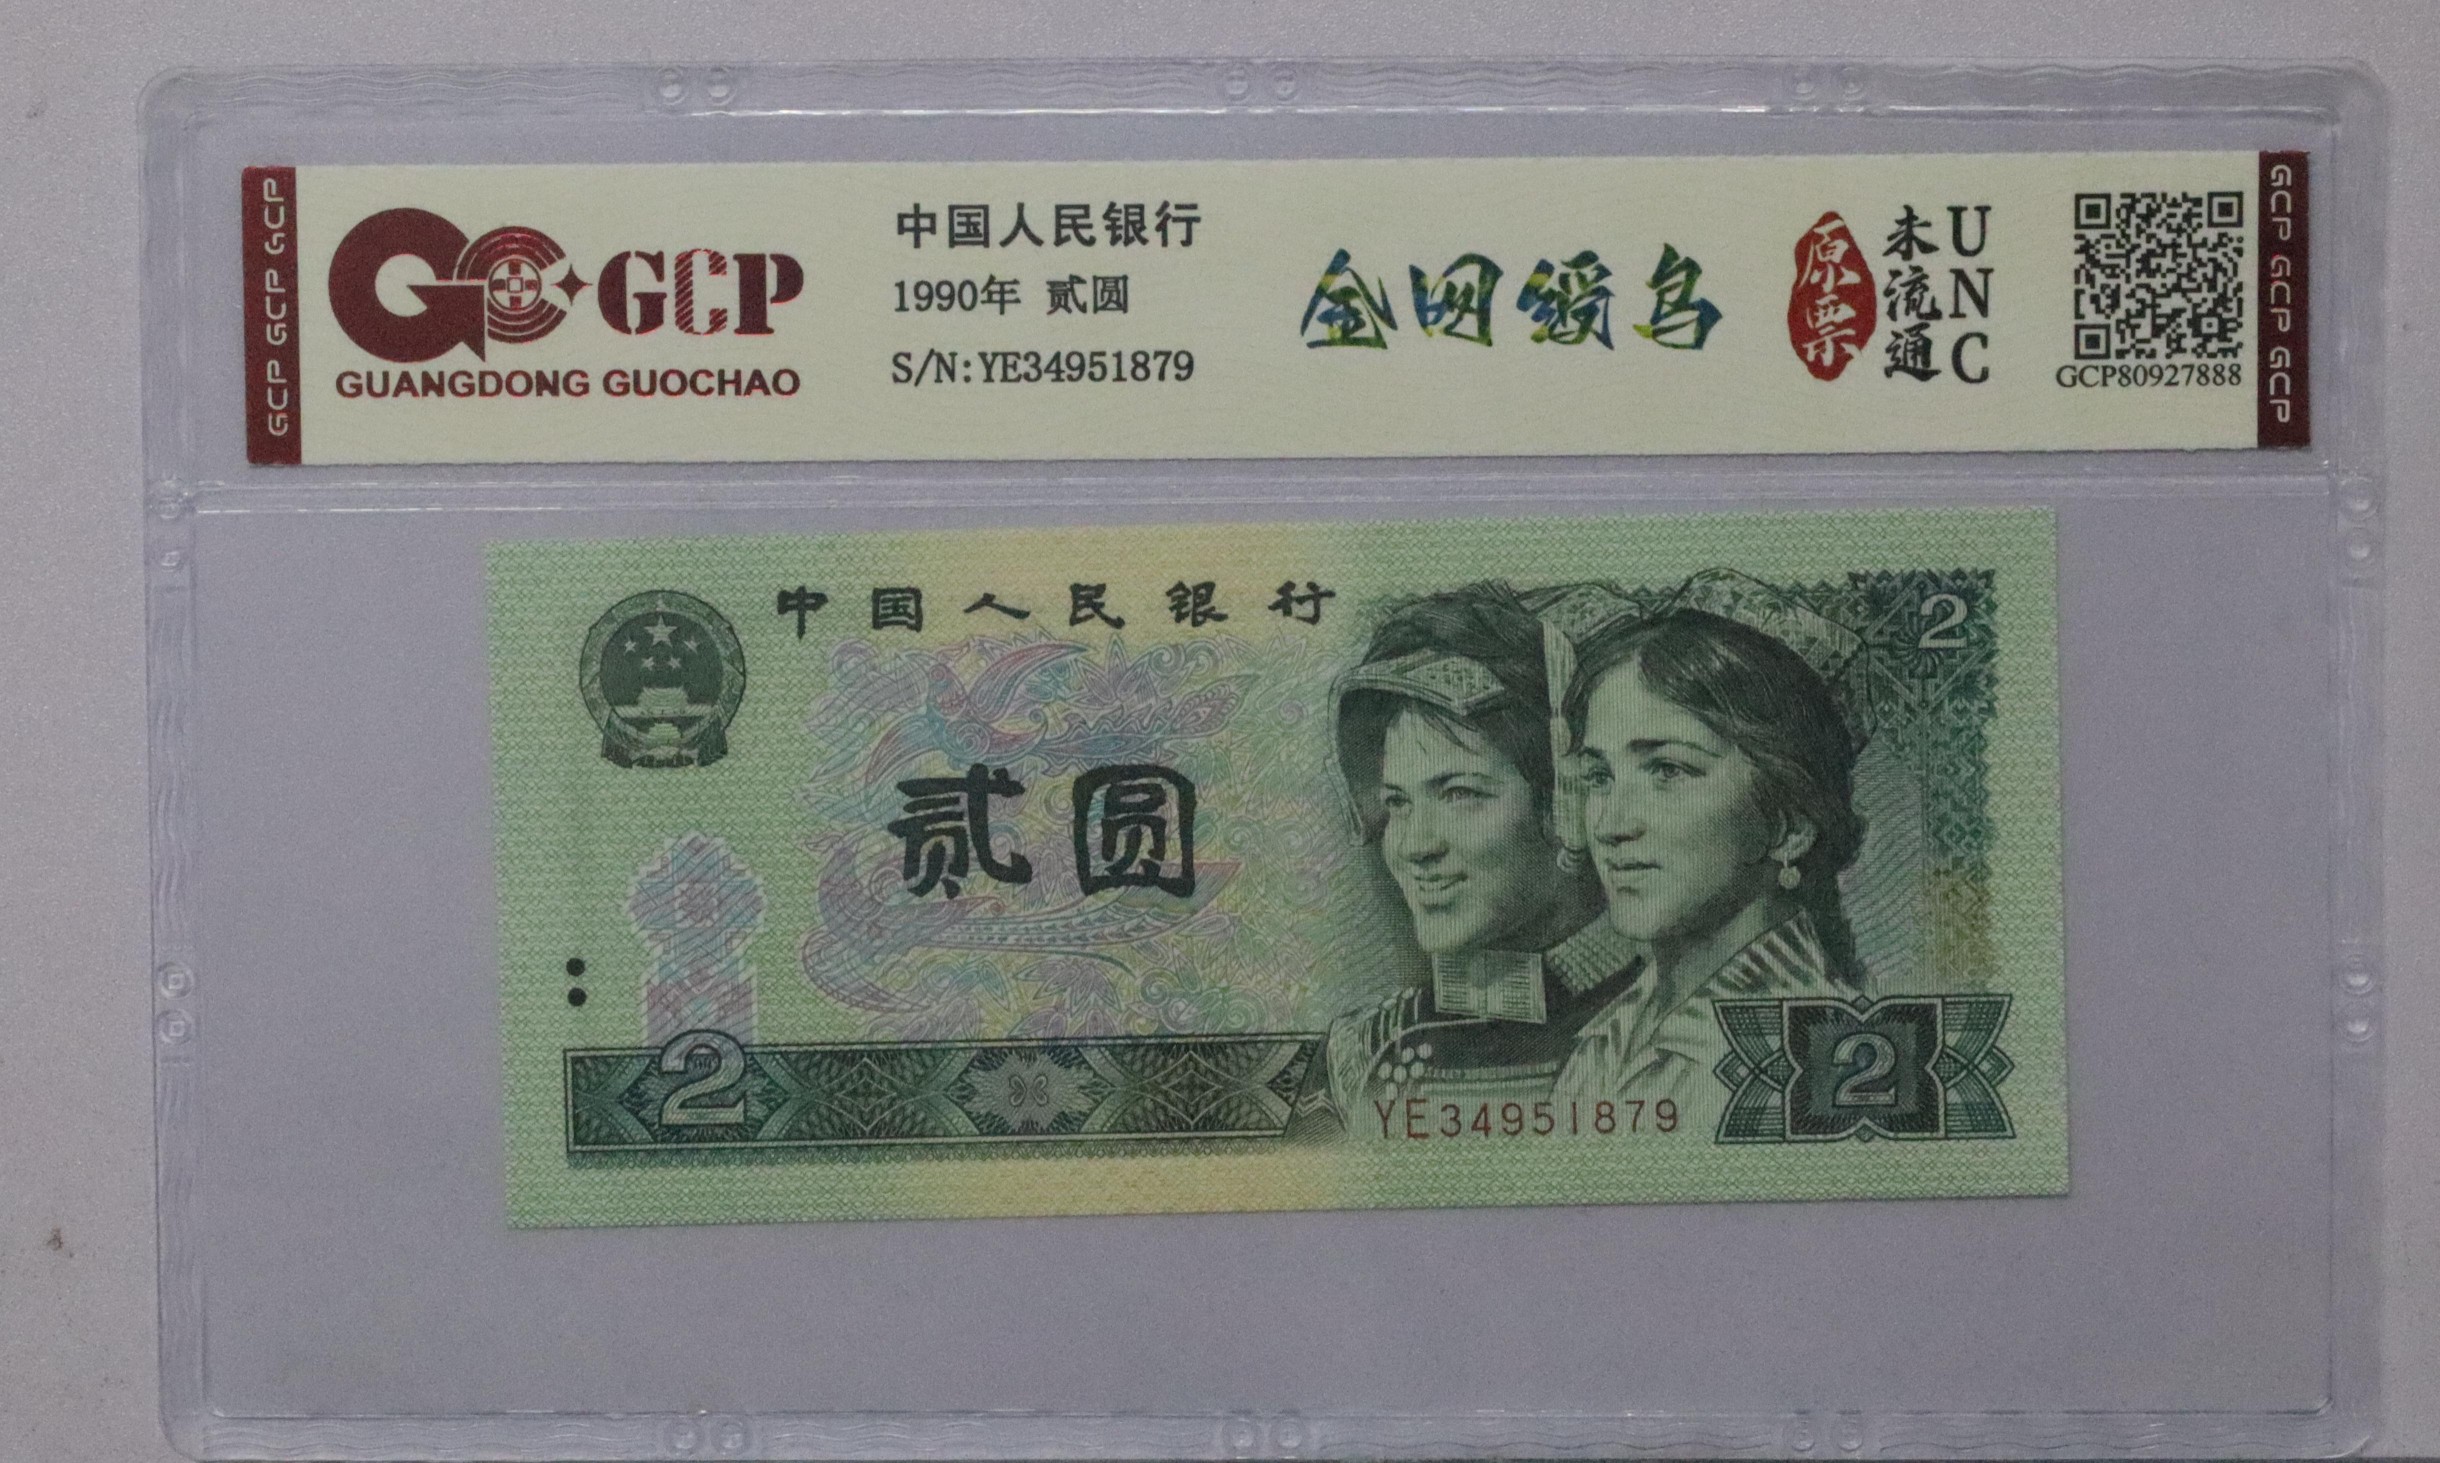 GCP GCP GCP
GCP
GUANGDONG GUOCHAO
中国人民银行
1990年 贰圆
S/N:YE34951879
金网绶鸟
原票
未流通
UNC
GCP80927888
GCP GCP GCP
中国人民银行
2
贰圆
2
YE34951879
2